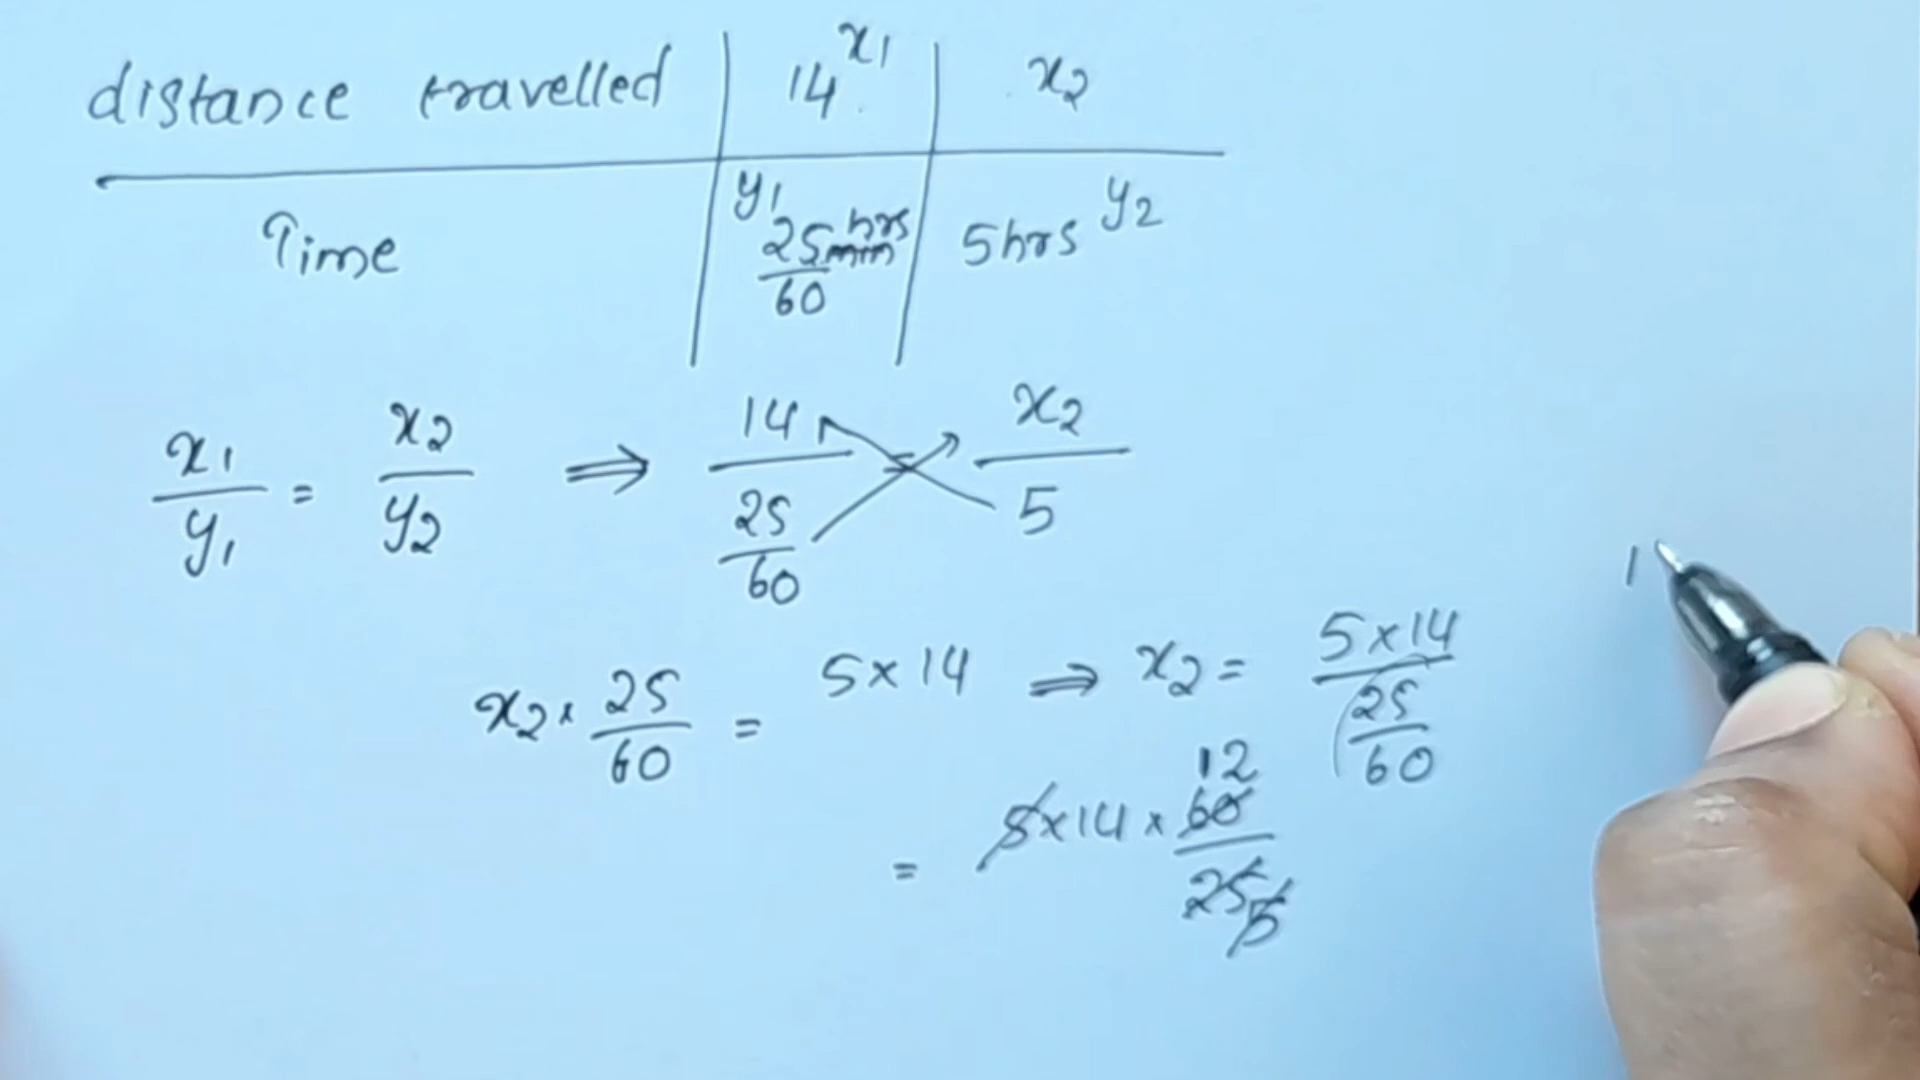 distance travelled 14 x1 x2
Time y1 25/60 hrs min 5hrs y2
x1/y1 = x2/y2 ⇒ 14/(25/60) = x2/5
x2 × 25/60 = 5×14 ⇒ x2 = 5×14/(25/60)
= 5×14×60/25 12 5
1